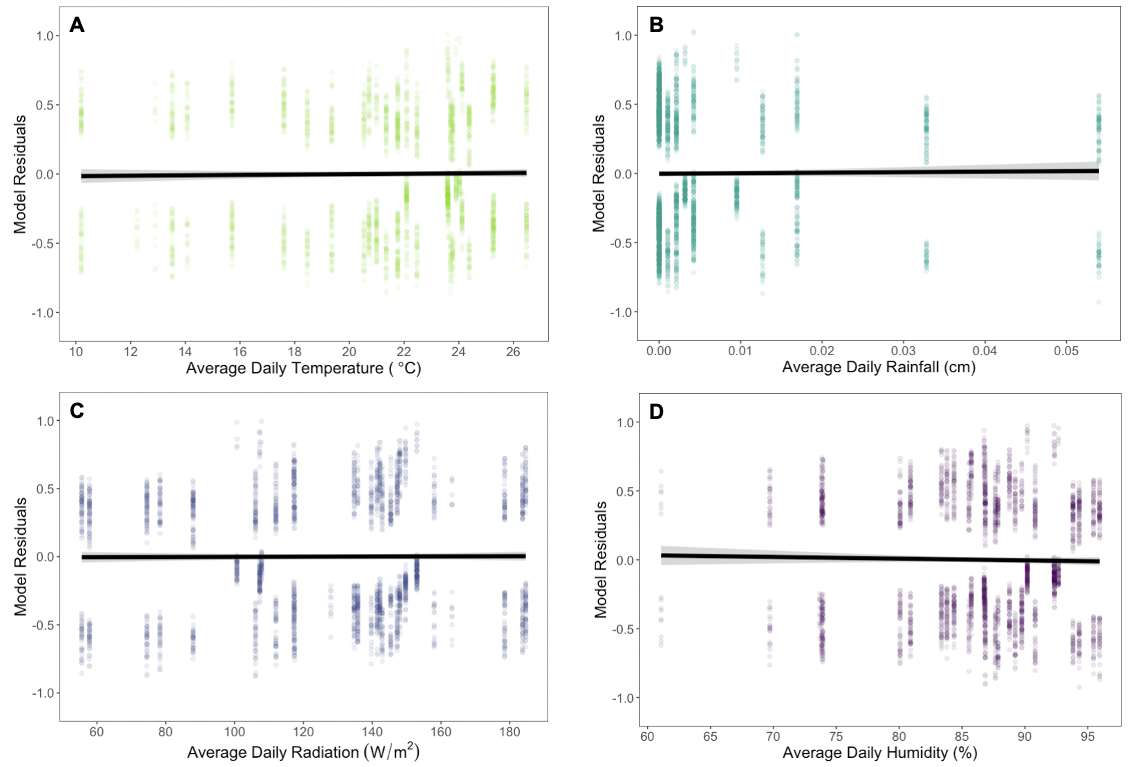 A
Model Residuals
1.0
0.5
0.0
-0.5
-1.0
10 12 14 16 18 20 22 24 26
Average Daily Temperature ( °C)
B
Model Residuals
1.0
0.5
0.0
-0.5
-1.0
0.00 0.01 0.02 0.03 0.04 0.05
Average Daily Rainfall (cm)
C
Model Residuals
1.0
0.5
0.0
-0.5
-1.0
60 80 100 120 140 160 180
Average Daily Radiation (W/m²)
D
Model Residuals
1.0
0.5
0.0
-0.5
-1.0
60 65 70 75 80 85 90 95
Average Daily Humidity (%)